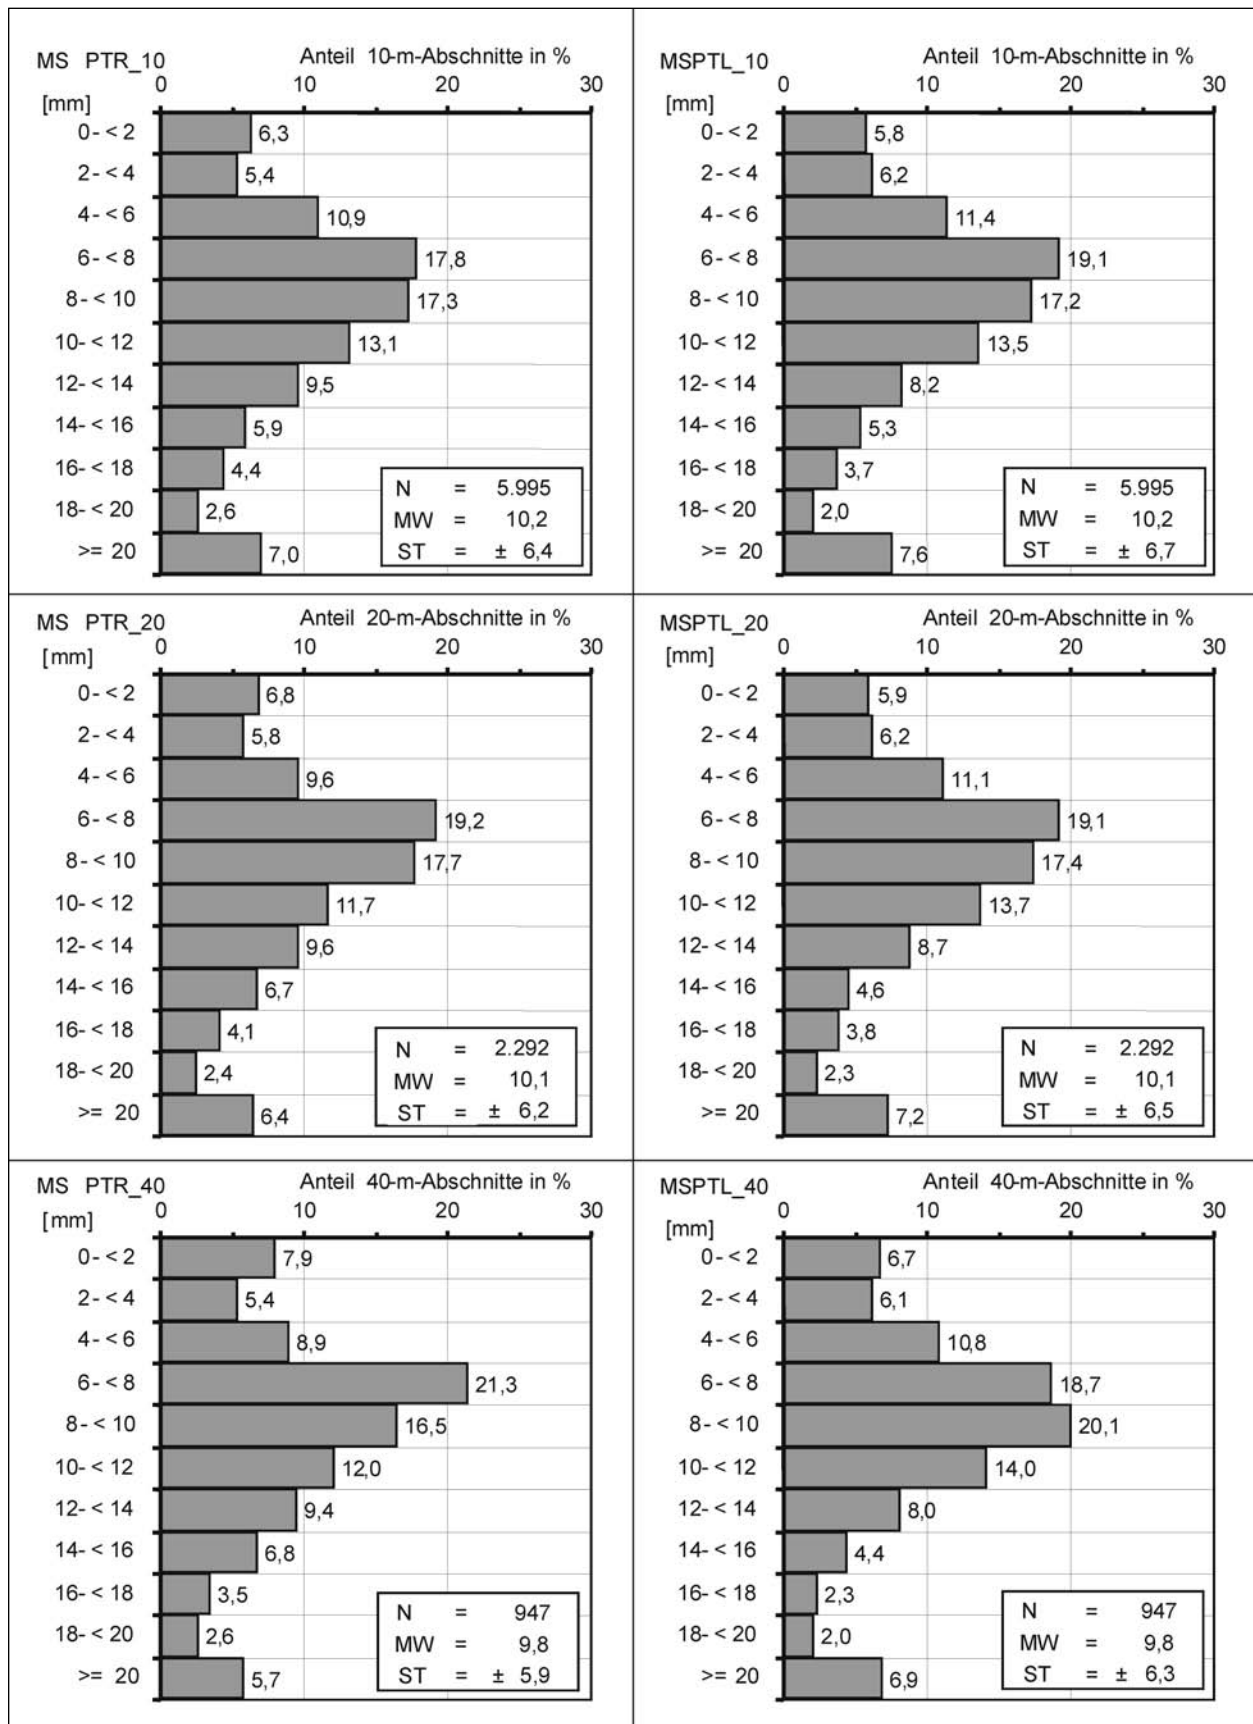 MS PTR_10 Anteil 10-m-Abschnitte in %
0 10 20 30
[mm]
0- < 2 6,3
2- < 4 5,4
4- < 6 10,9
6- < 8 17,8
8- < 10 17,3
10- < 12 13,1
12- < 14 9,5
14- < 16 5,9
16- < 18 4,4
18- < 20 2,6
>= 20 7,0
N = 5.995
MW = 10,2
ST = ± 6,4
MSPTL_10 Anteil 10-m-Abschnitte in %
0 10 20 30
[mm]
0- < 2 5,8
2- < 4 6,2
4- < 6 11,4
6- < 8 19,1
8- < 10 17,2
10- < 12 13,5
12- < 14 8,2
14- < 16 5,3
16- < 18 3,7
18- < 20 2,0
>= 20 7,6
N = 5.995
MW = 10,2
ST = ± 6,7
MS PTR_20 Anteil 20-m-Abschnitte in %
0 10 20 30
[mm]
0- < 2 6,8
2- < 4 5,8
4- < 6 9,6
6- < 8 19,2
8- < 10 17,7
10- < 12 11,7
12- < 14 9,6
14- < 16 6,7
16- < 18 4,1
18- < 20 2,4
>= 20 6,4
N = 2.292
MW = 10,1
ST = ± 6,2
MSPTL_20 Anteil 20-m-Abschnitte in %
0 10 20 30
[mm]
0- < 2 5,9
2- < 4 6,2
4- < 6 11,1
6- < 8 19,1
8- < 10 17,4
10- < 12 13,7
12- < 14 8,7
14- < 16 4,6
16- < 18 3,8
18- < 20 2,3
>= 20 7,2
N = 2.292
MW = 10,1
ST = ± 6,5
MS PTR_40 Anteil 40-m-Abschnitte in %
0 10 20 30
[mm]
0- < 2 7,9
2- < 4 5,4
4- < 6 8,9
6- < 8 21,3
8- < 10 16,5
10- < 12 12,0
12- < 14 9,4
14- < 16 6,8
16- < 18 3,5
18- < 20 2,6
>= 20 5,7
N = 947
MW = 9,8
ST = ± 5,9
MSPTL_40 Anteil 40-m-Abschnitte in %
0 10 20 30
[mm]
0- < 2 6,7
2- < 4 6,1
4- < 6 10,8
6- < 8 18,7
8- < 10 20,1
10- < 12 14,0
12- < 14 8,0
14- < 16 4,4
16- < 18 2,3
18- < 20 2,0
>= 20 6,9
N = 947
MW = 9,8
ST = ± 6,3